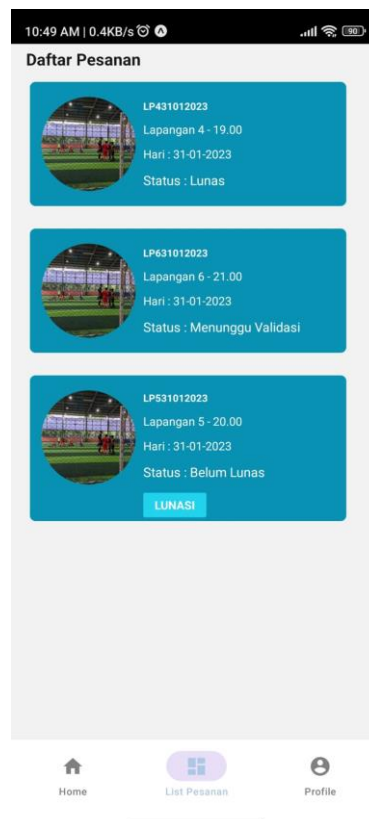 10:49 AM | 0.4KB/s
90
Daftar Pesanan
LP431012023
Lapangan 4 - 19.00
Hari : 31-01-2023
Status : Lunas
LP631012023
Lapangan 6 - 21.00
Hari : 31-01-2023
Status : Menunggu Validasi
LP531012023
Lapangan 5 - 20.00
Hari : 31-01-2023
Status : Belum Lunas
LUNASI
Home
List Pesanan
Profile